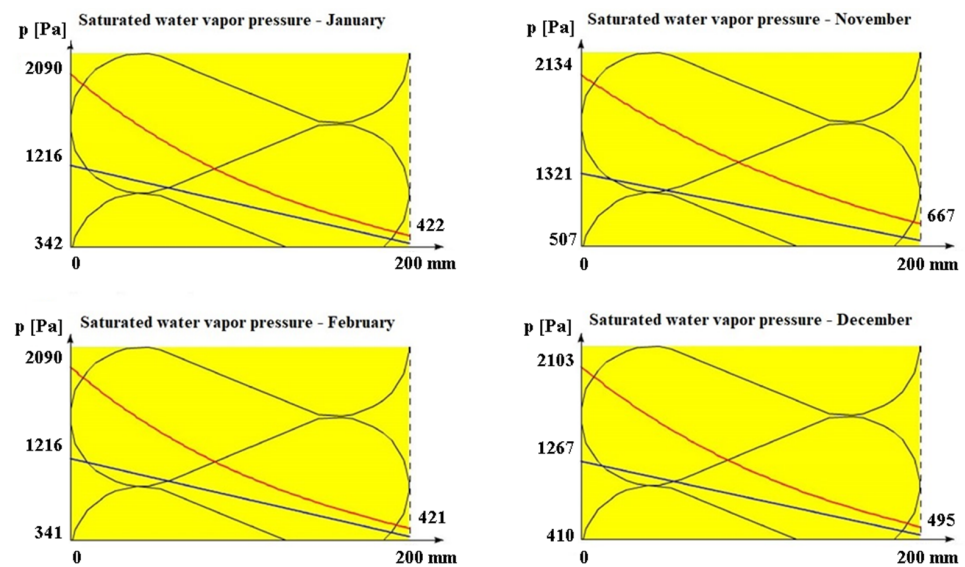 Saturated water vapor pressure - January
p [Pa]
2090
1216
342
422
0
200 mm
Saturated water vapor pressure - November
p [Pa]
2134
1321
507
667
0
200 mm
Saturated water vapor pressure - February
p [Pa]
2090
1216
341
421
0
200 mm
Saturated water vapor pressure - December
p [Pa]
2103
1267
410
495
0
200 mm